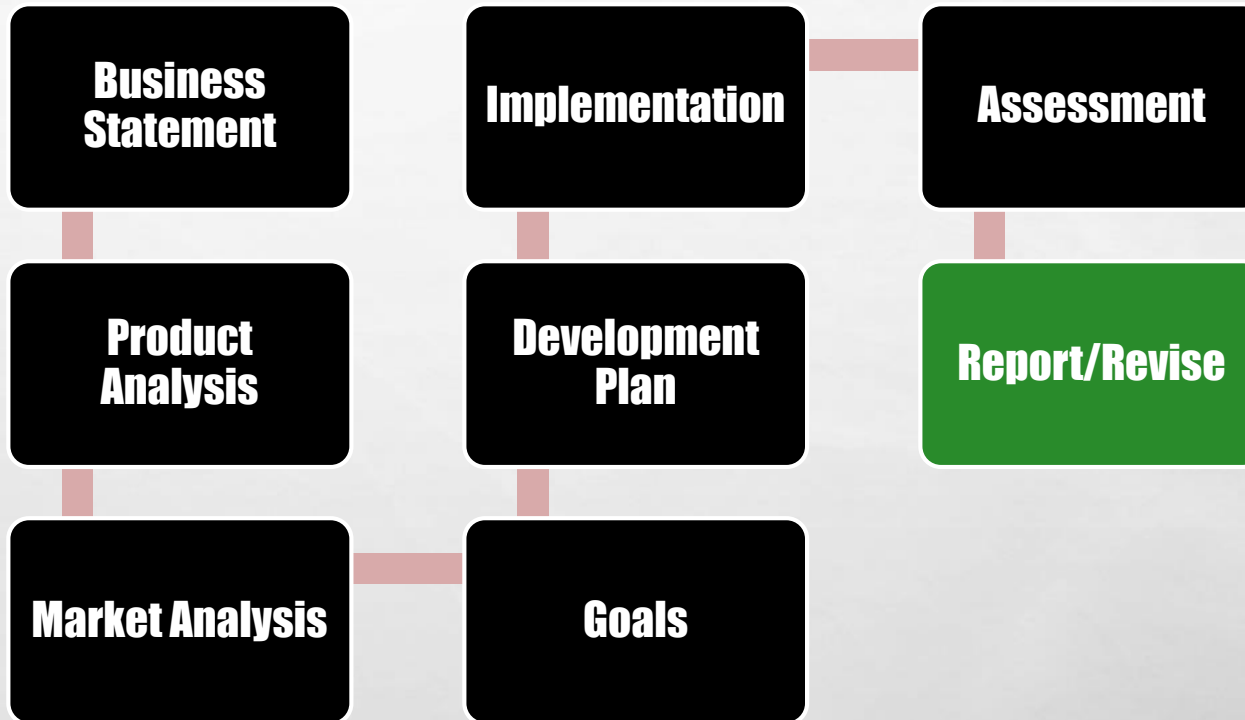 Business
Statement
Product
Analysis
Market Analysis
Goals
Development
Plan
Implementation
Assessment
Report/Revise